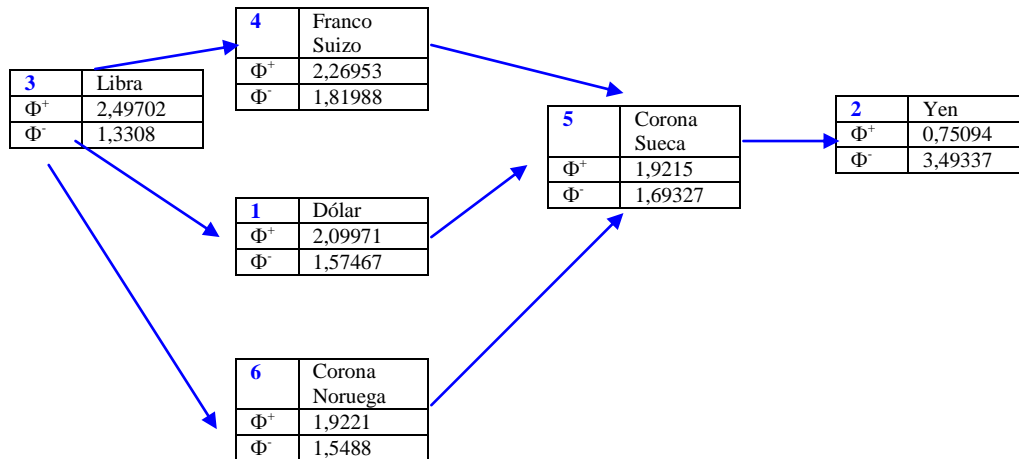 3 Libra
Φ+ 2,49702
Φ- 1,3308
4 Franco
Suizo
Φ+ 2,26953
Φ- 1,81988
1 Dólar
Φ+ 2,09971
Φ- 1,57467
6 Corona
Noruega
Φ+ 1,9221
Φ- 1,5488
5 Corona
Sueca
Φ+ 1,9215
Φ- 1,69327
2 Yen
Φ+ 0,75094
Φ- 3,49337